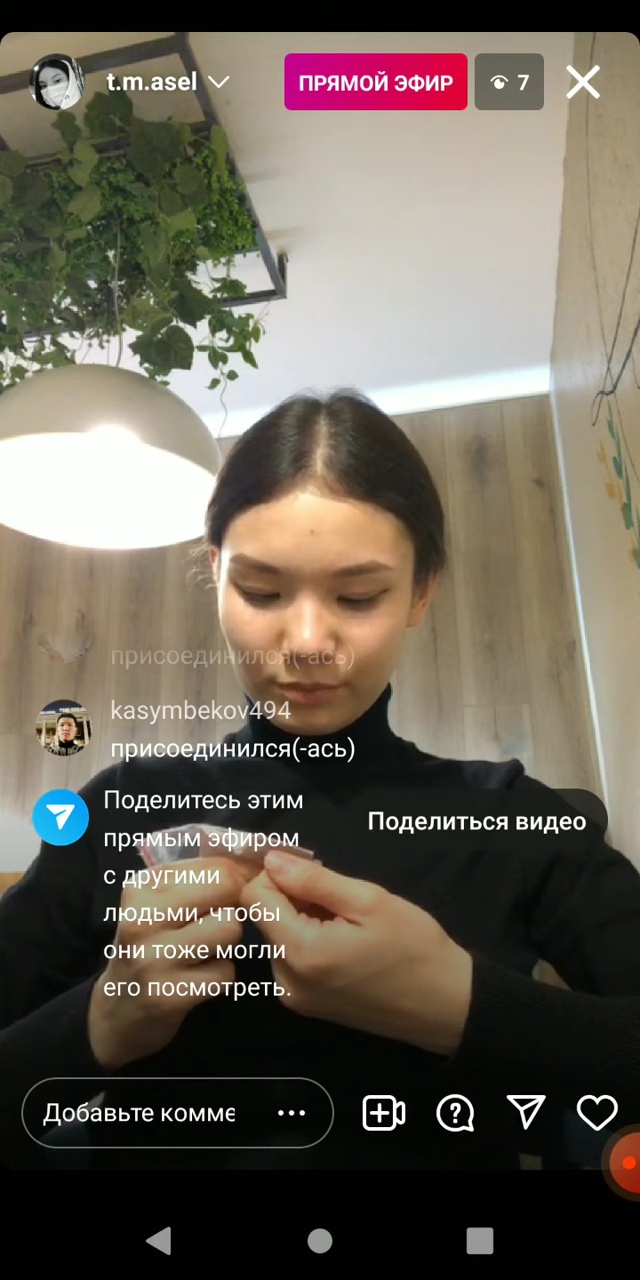 t.m.asel
ПРЯМОЙ ЭФИР
7
присоединился(-ась)
kasymbekov494
присоединился(-ась)
Поделитесь этим
прямым эфиром
с другими
людьми, чтобы
они тоже могли
его посмотреть.
Поделиться видео
Добавьте комме